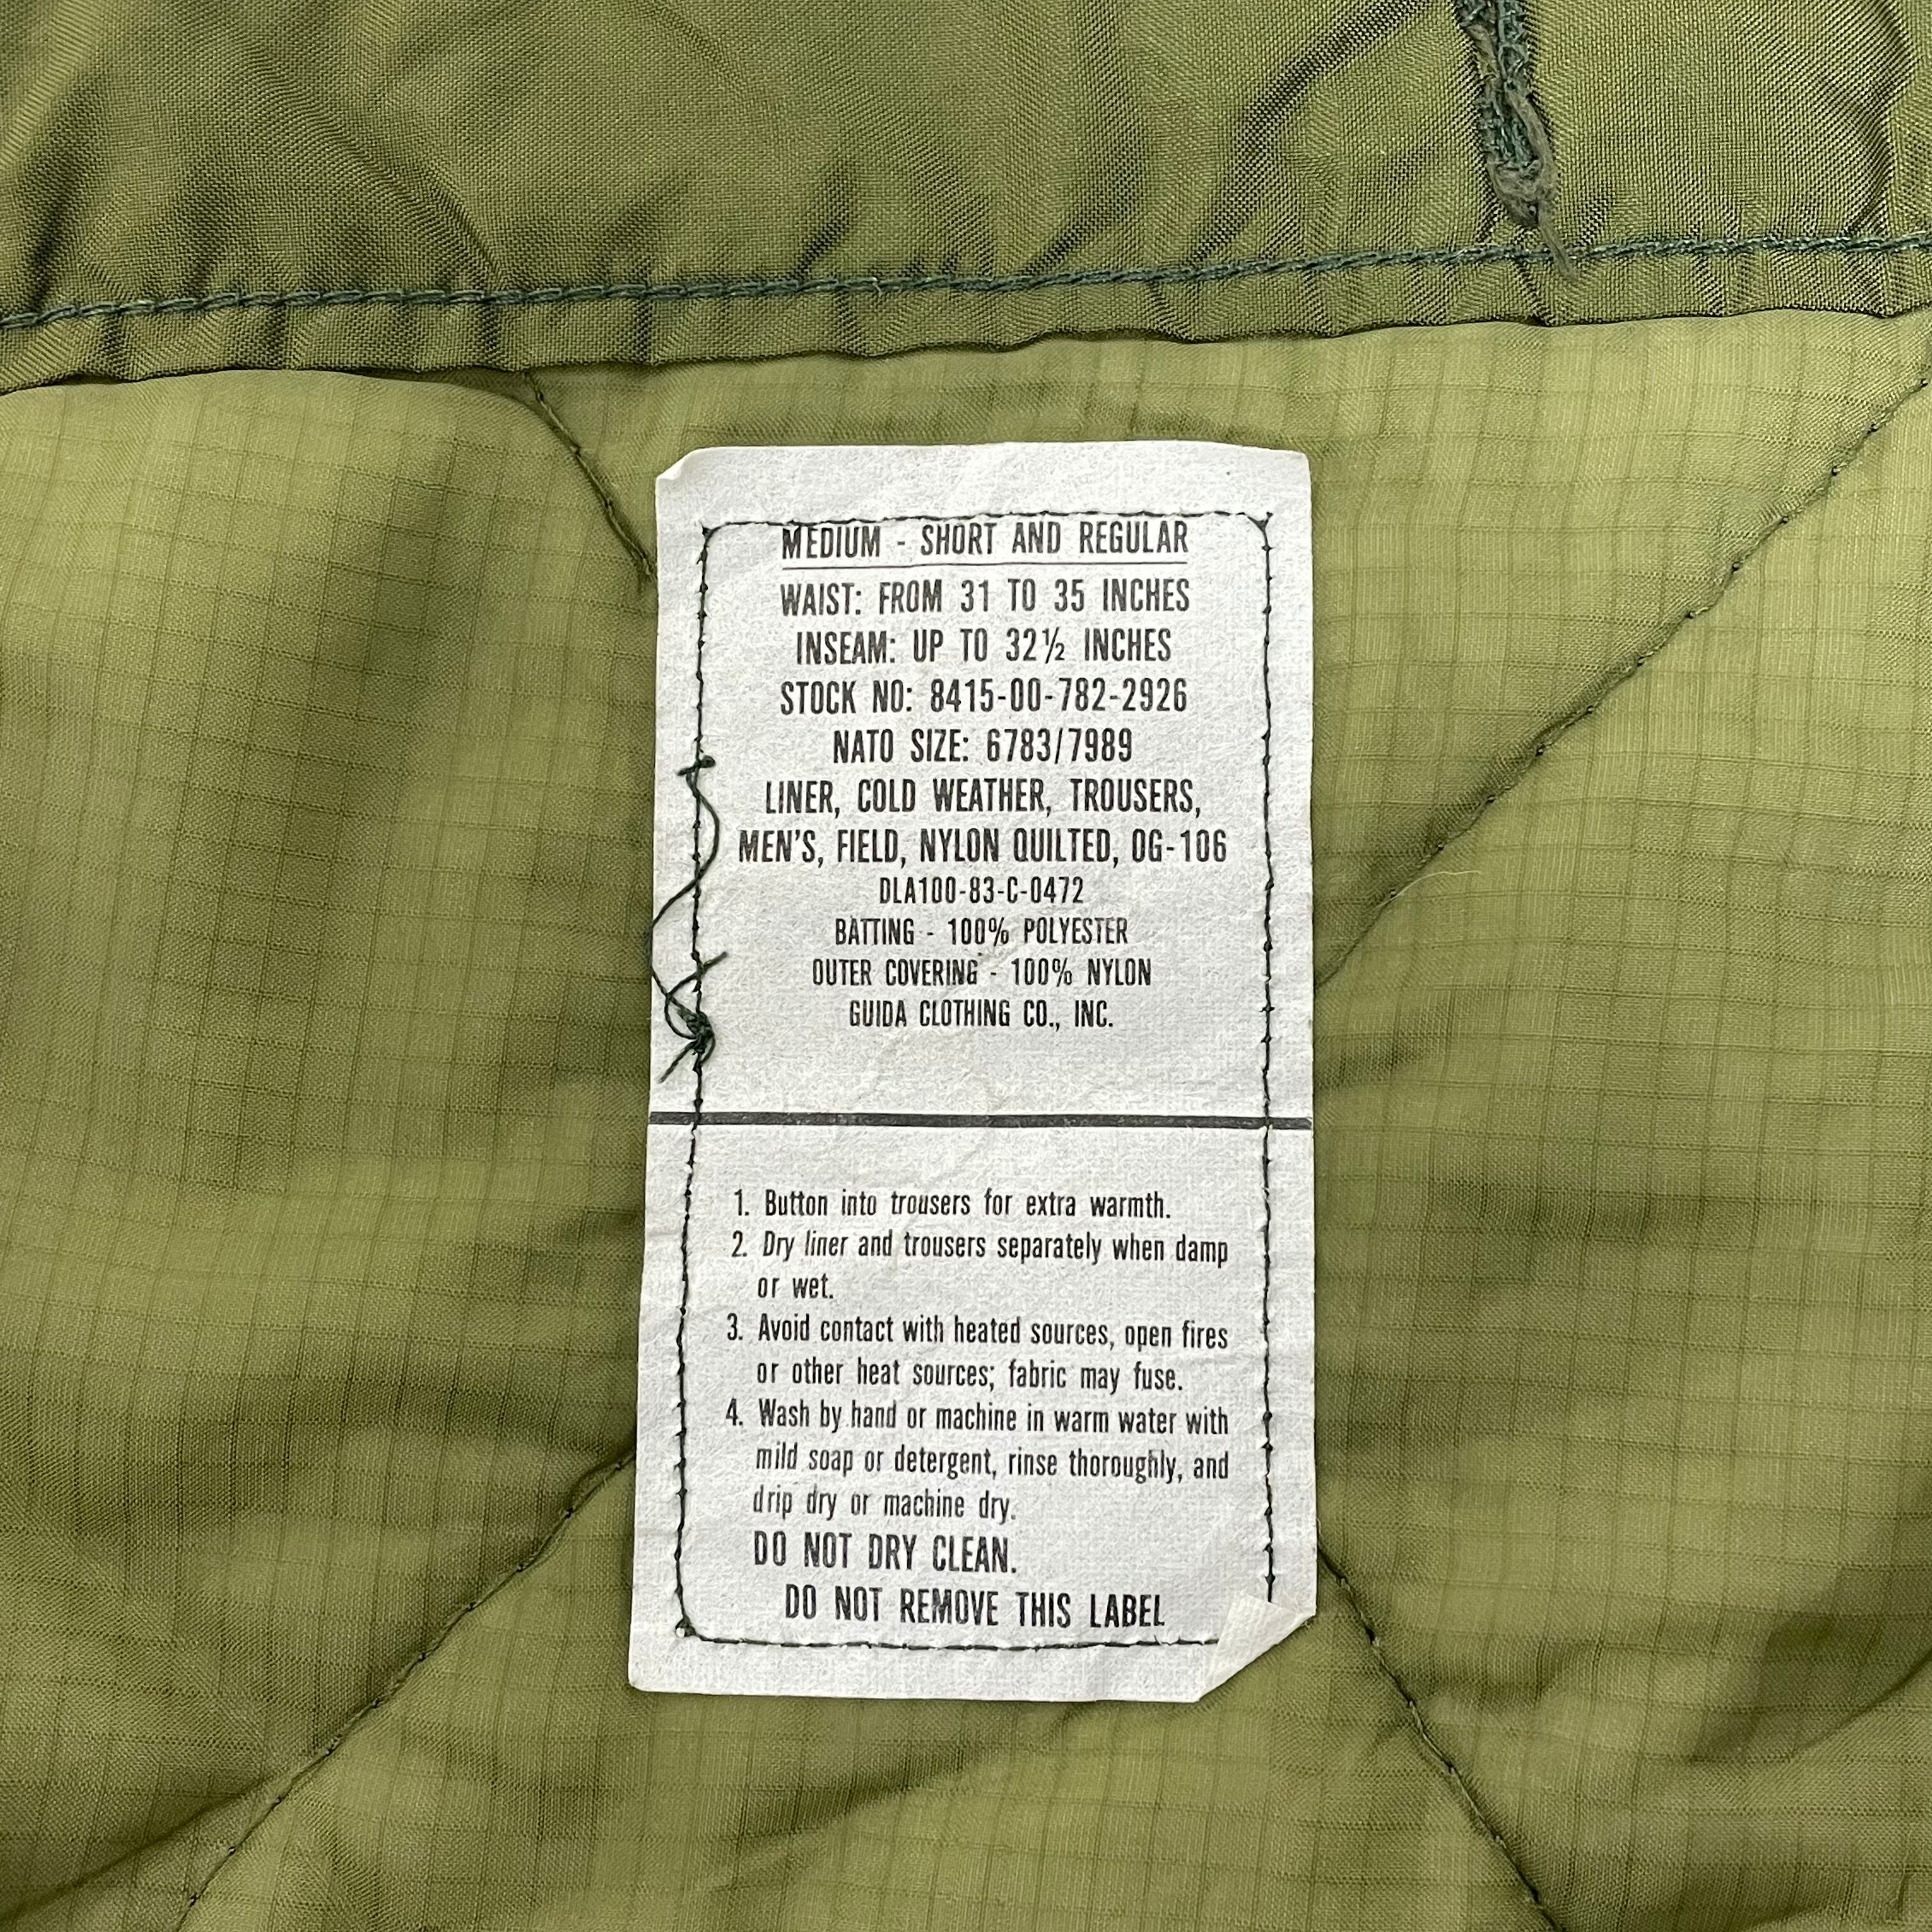 MEDIUM - SHORT AND REGULAR
WAIST: FROM 31 TO 35 INCHES
INSEAM: UP TO 32½ INCHES
STOCK NO: 8415-00-782-2926
NATO SIZE: 6783/7989
LINER, COLD WEATHER, TROUSERS,
MEN'S, FIELD, NYLON QUILTED, OG-106
DLA100-83-C-0472
BATTING - 100% POLYESTER
OUTER COVERING - 100% NYLON
GUIDA CLOTHING CO., INC.
1. Button into trousers for extra warmth.
2. Dry liner and trousers separately when damp
or wet.
3. Avoid contact with heated sources, open fires
or other heat sources; fabric may fuse.
4. Wash by hand or machine in warm water with
mild soap or detergent, rinse thoroughly, and
drip dry or machine dry.
DO NOT DRY CLEAN.
DO NOT REMOVE THIS LABEL